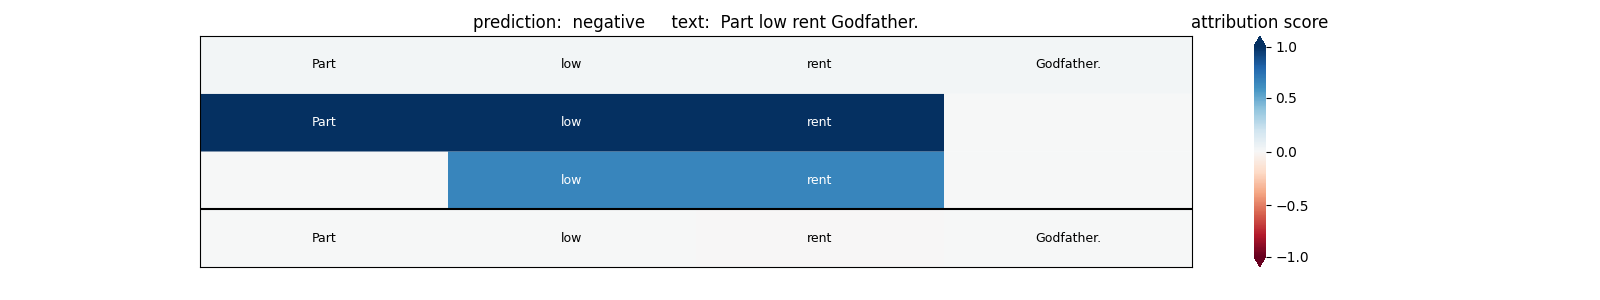 prediction:  negative     text:  Part low rent Godfather.
attribution score
Part low rent Godfather.
Part low rent
low rent
Part low rent Godfather.
1.0
0.5
0.0
−0.5
−1.0